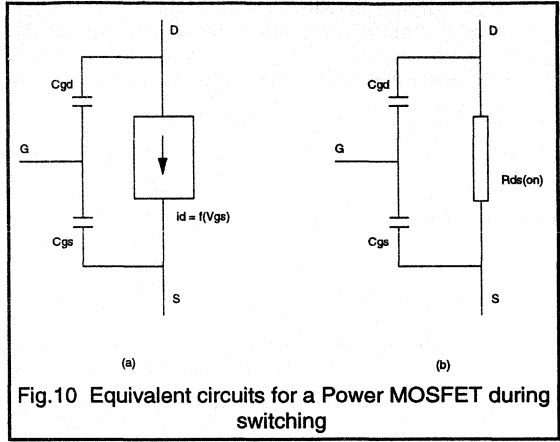 D
D
Cgd
Cgd
G
G
Rds(on)
id = f(Vgs)
Cgs
Cgs
S
S
(a)
(b)
Fig.10 Equivalent circuits for a Power MOSFET during
switching